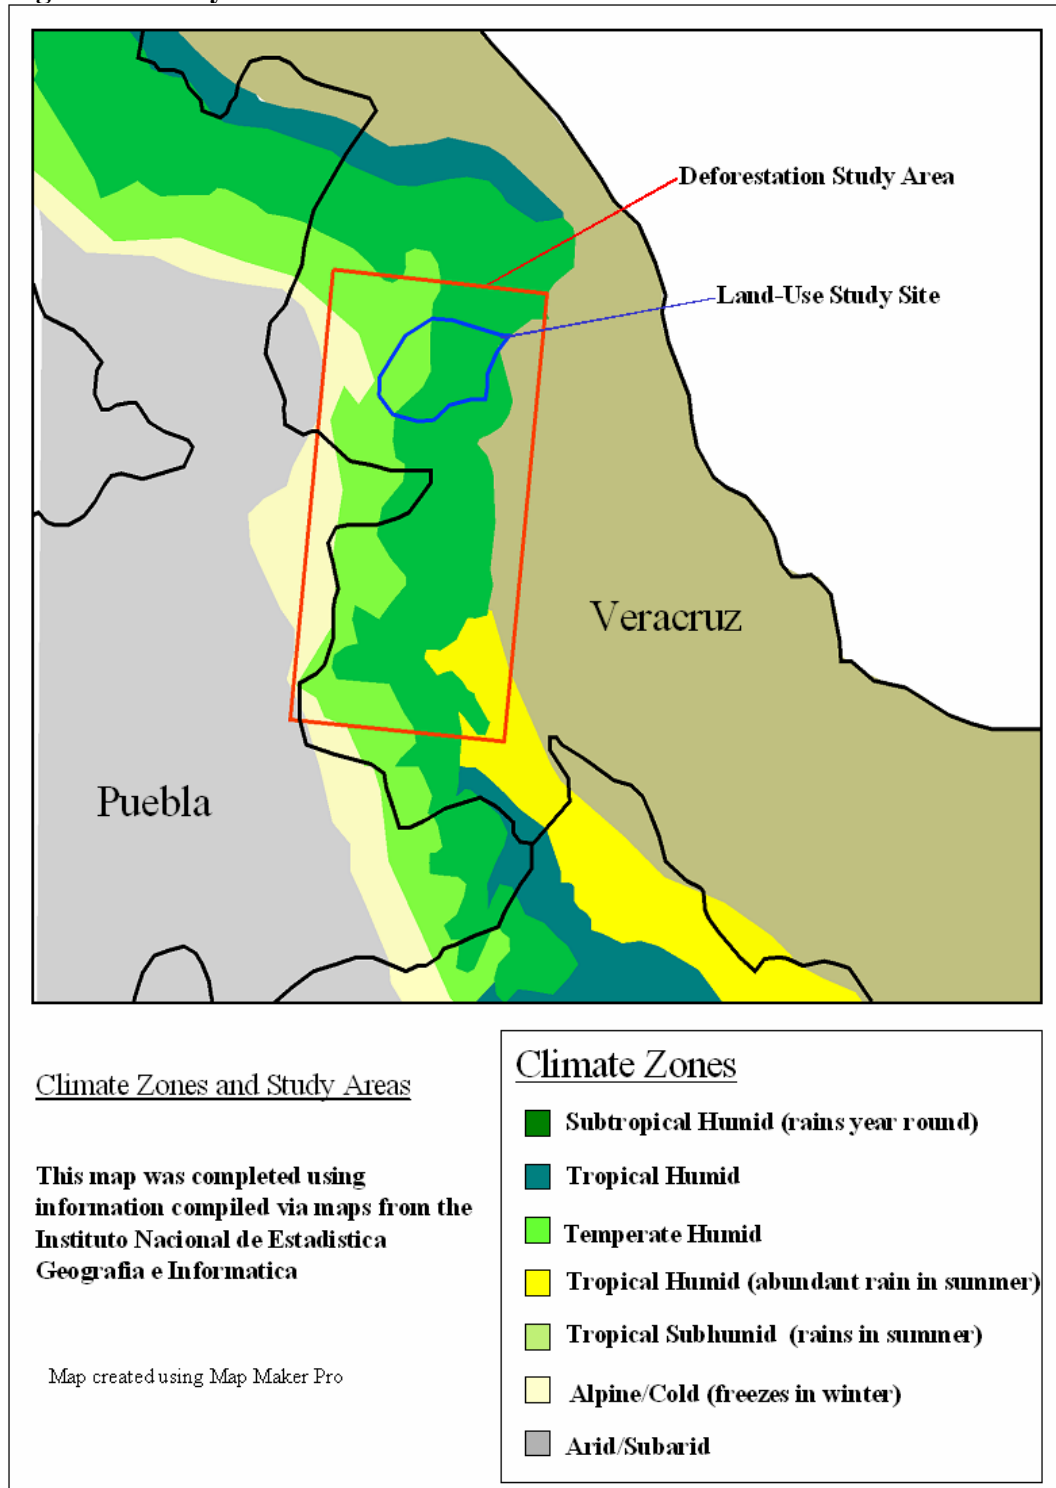 Deforestation Study Area
Land-Use Study Site
Veracruz
Puebla
Climate Zones and Study Areas
This map was completed using
information compiled via maps from the
Instituto Nacional de Estadistica
Geografia e Informatica
Map created using Map Maker Pro
Climate Zones
Subtropical Humid (rains year round)
Tropical Humid
Temperate Humid
Tropical Humid (abundant rain in summer)
Tropical Subhumid (rains in summer)
Alpine/Cold (freezes in winter)
Arid/Subarid